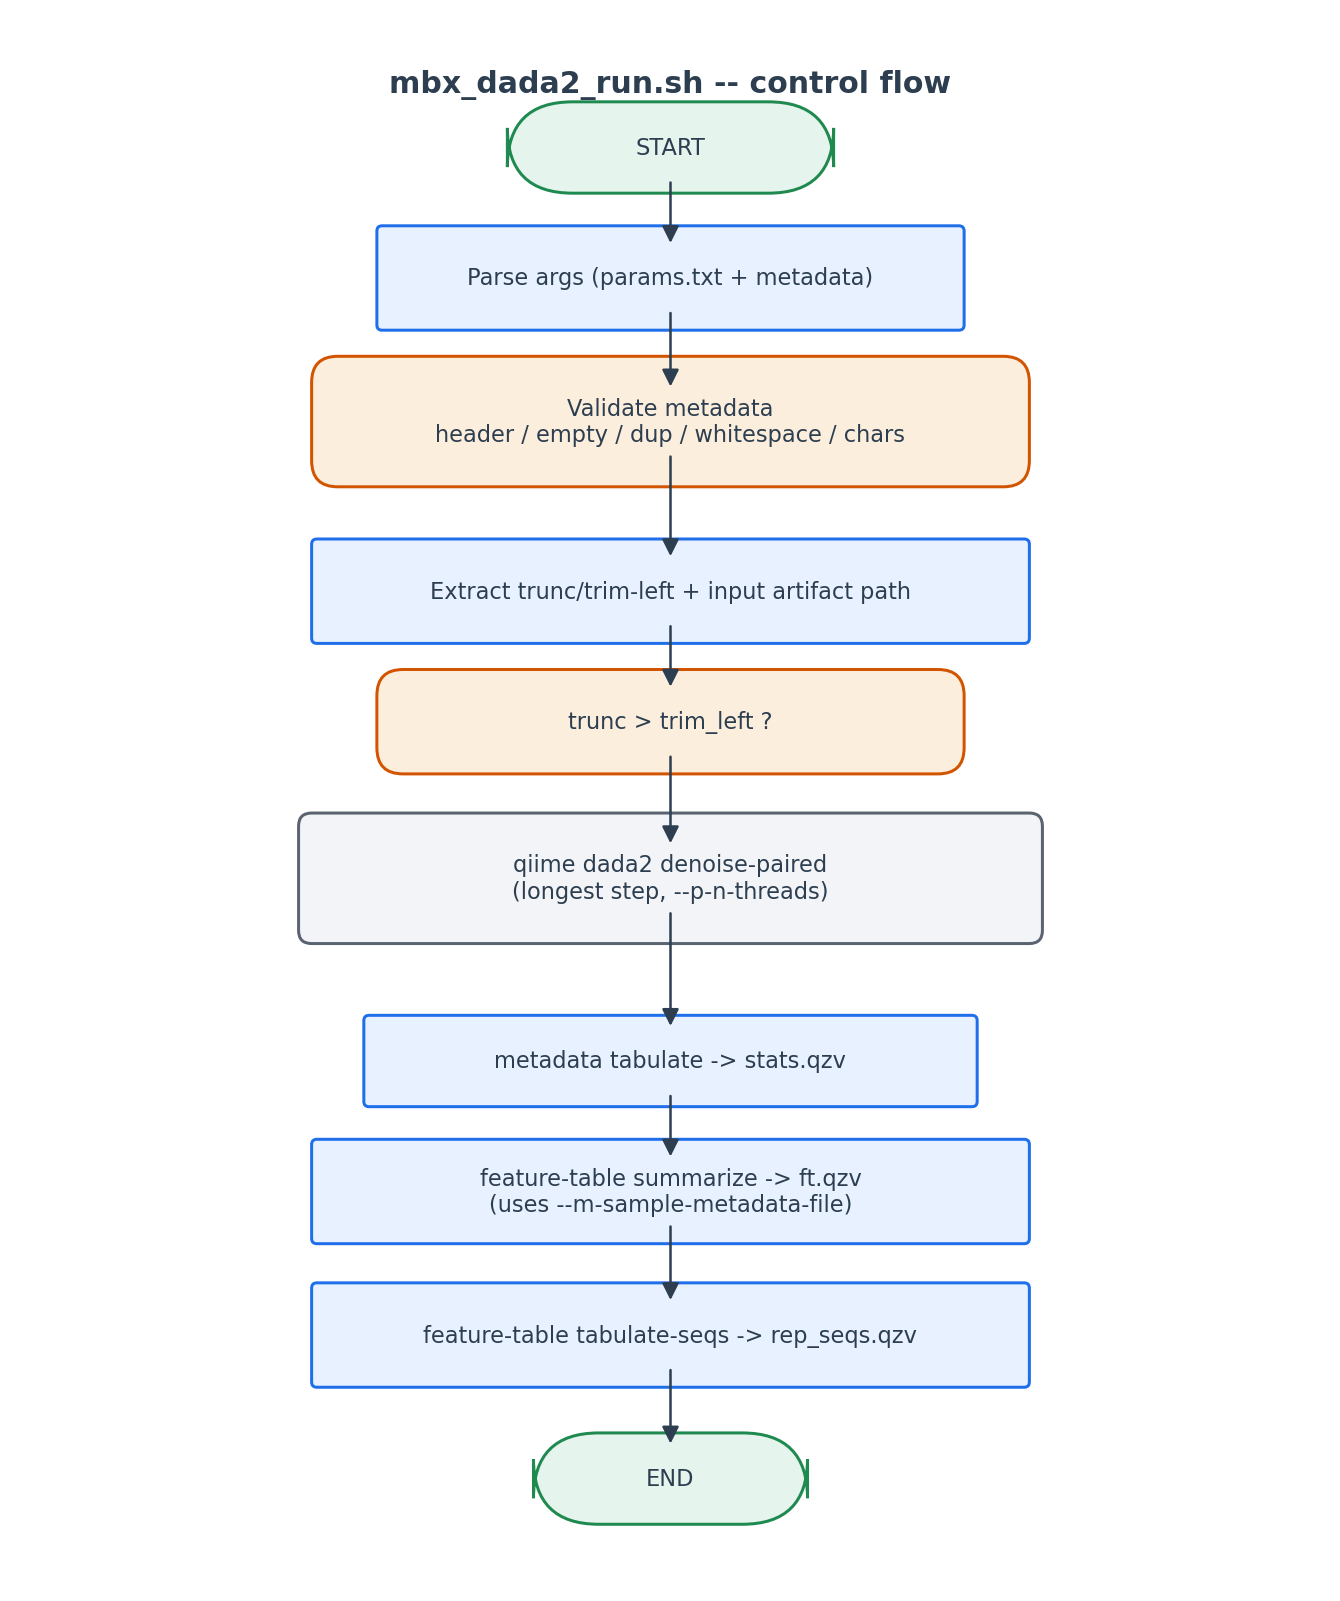 mbx_dada2_run.sh -- control flow
START
Parse args (params.txt + metadata)
Validate metadata
header / empty / dup / whitespace / chars
Extract trunc/trim-left + input artifact path
trunc > trim_left ?
qiime dada2 denoise-paired
(longest step, --p-n-threads)
metadata tabulate -> stats.qzv
feature-table summarize -> ft.qzv
(uses --m-sample-metadata-file)
feature-table tabulate-seqs -> rep_seqs.qzv
END